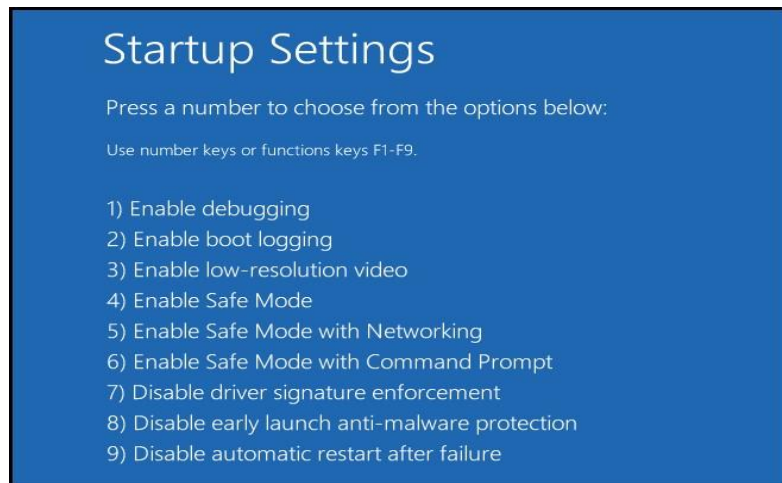 Startup Settings
Press a number to choose from the options below:
Use number keys or functions keys F1-F9.
1) Enable debugging
2) Enable boot logging
3) Enable low-resolution video
4) Enable Safe Mode
5) Enable Safe Mode with Networking
6) Enable Safe Mode with Command Prompt
7) Disable driver signature enforcement
8) Disable early launch anti-malware protection
9) Disable automatic restart after failure